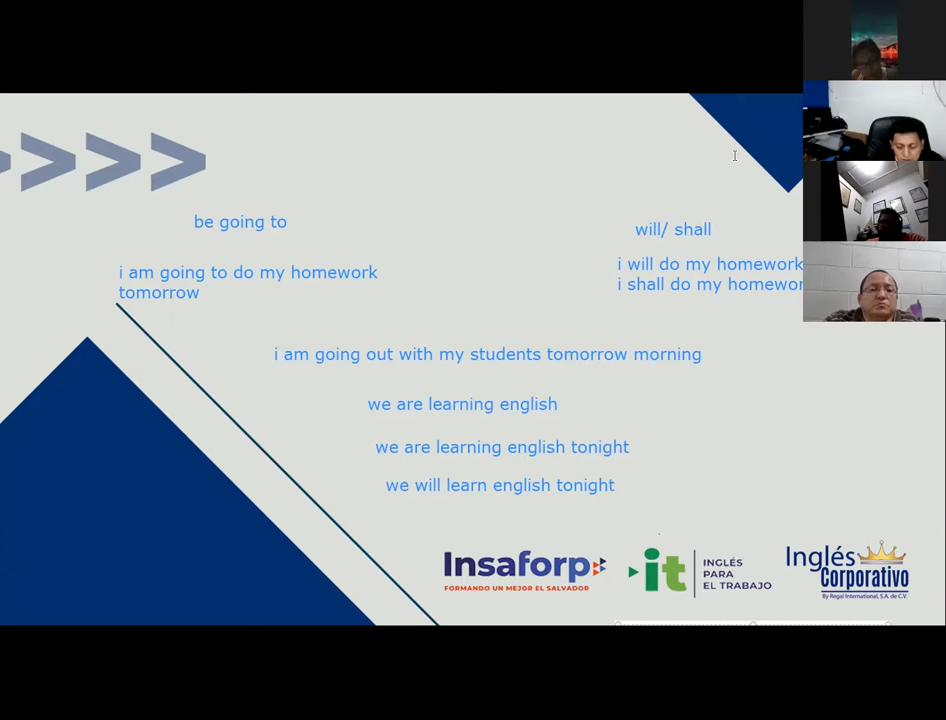 be going to
will/ shall
i am going to do my homework
tomorrow
i will do my homework
i shall do my
i am going out with my students tomorrow morning
we are learning english
we are learning english tonight
we will learn english tonight
Insaforp
FORMANDO UN MEJOR EL SALVADOR
it
INGLÉS
PARA
EL TRABAJO
Inglés
Corporativo
By Regal International, S.A. de C.V.